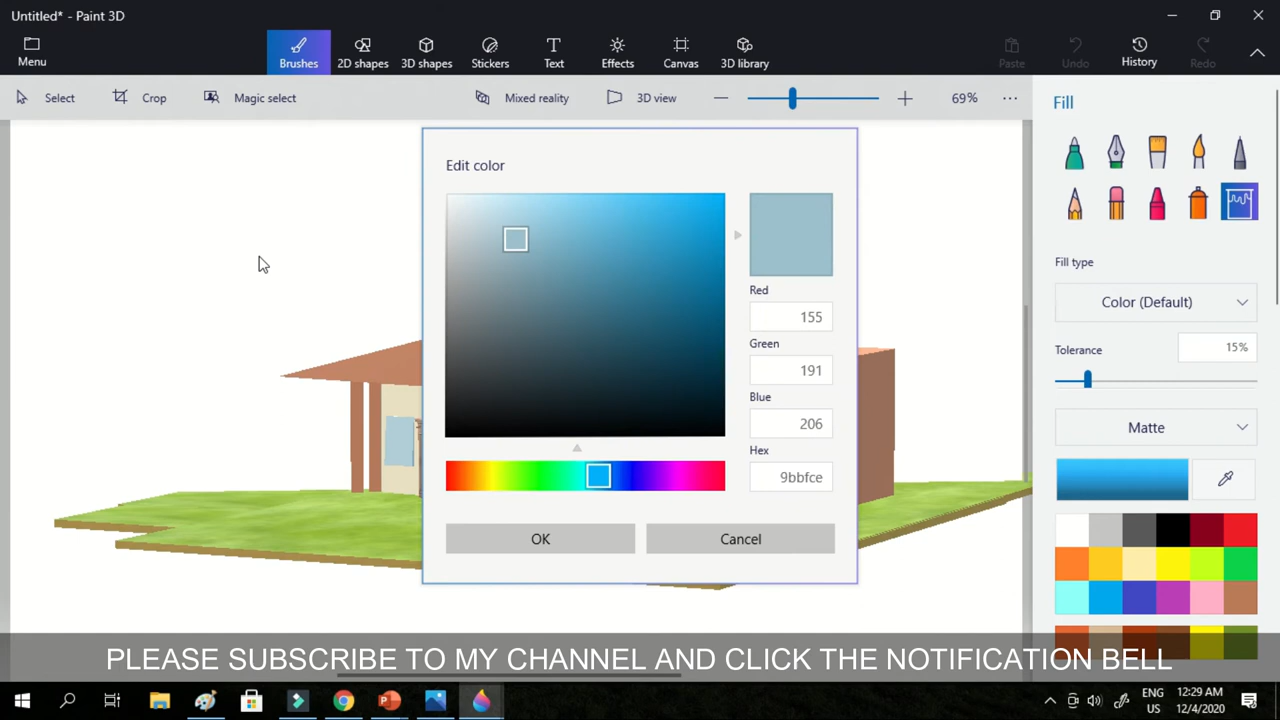 Untitled* - Paint 3D
Menu
Brushes
2D shapes
3D shapes
Stickers
Text
Effects
Canvas
3D library
Paste
Undo
History
Redo
Select
Crop
Magic select
Mixed reality
3D view
69%
Fill
Edit color
Red
155
Green
191
Blue
206
Hex
9bbfce
OK
Cancel
Fill type
Color (Default)
Tolerance
15%
Matte
PLEASE SUBSCRIBE TO MY CHANNEL AND CLICK THE NOTIFICATION BELL
ENG
US
12:29 AM
12/4/2020